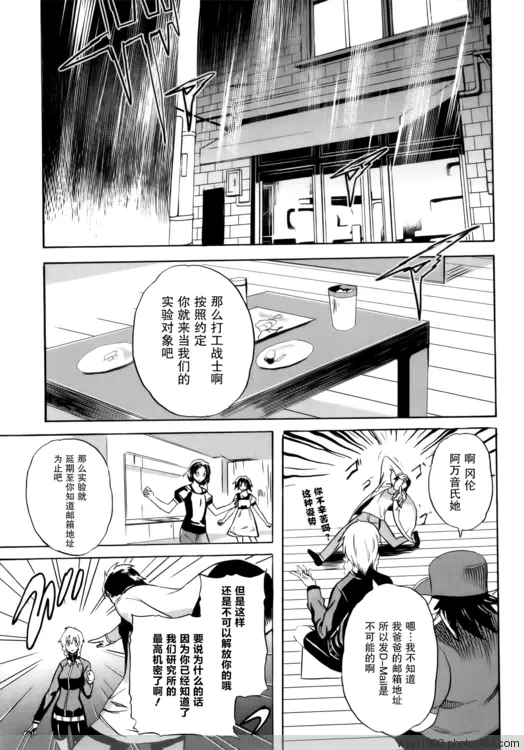 那么打工战士啊
按照约定
你就来当我们的
实验对象吧
啊 冈伦
阿万音氏她
你不辛苦吗?
这种姿势
嗯…我不知道
我爸爸的邮箱地址
所以发D-Mail是
不可能的啊
那么实验就
延期至你知道邮箱地址
为止吧
但是这样
还是不可以解放你的哦
要说为什么的话
因为你已经知道了
我们研究所的
最高机密了啊!